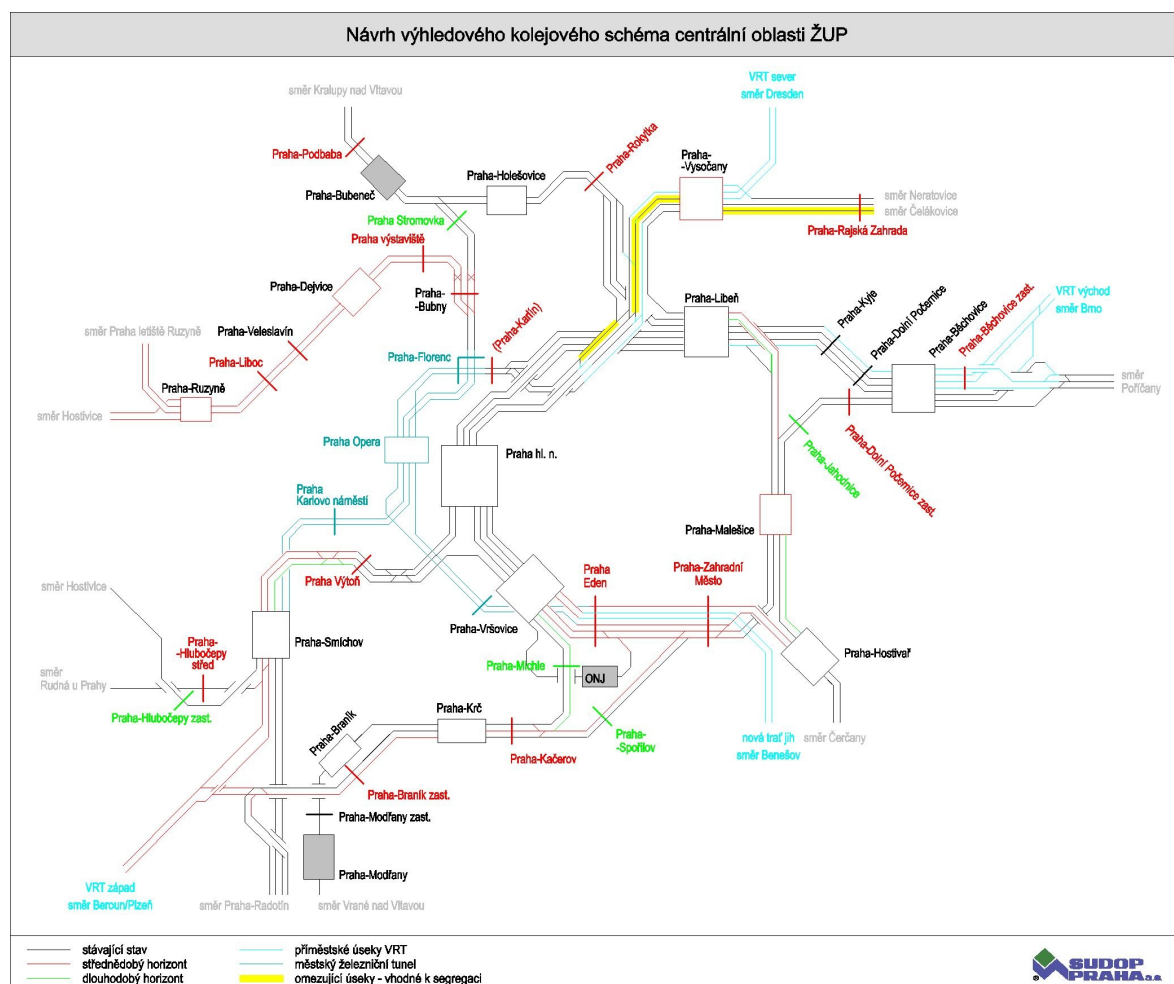 Návrh výhledového kolejového schéma centrální oblasti ŽUP
směr Kralupy nad Vltavou
VRT sever
směr Dresden
Praha-Podbaba
Praha-Bubeneč
Praha-Holešovice
Praha-Rokytka
Praha-
-Vysočany
směr Neratovice
směr Čelákovice
Praha-Rajská Zahrada
Praha Stromovka
Praha výstaviště
Praha-Dejvice
Praha-
-Bubny
(Praha-Karlín)
Praha-Libeň
Praha-Kyje
Praha-Dolní Počernice
Praha-Běchovice
Praha-Běchovice zast.
VRT východ
směr Brno
směr Praha letiště Ruzyně
Praha-Veleslavín
Praha-Liboc
Praha-Ruzyně
směr Hostivice
Praha-Florenc
směr
Poříčany
Praha Opera
Praha hl. n.
Praha-Jahodnice
Praha-Dolní Počernice zast.
Praha
Karlovo náměstí
Praha-Malešice
směr Hostivice
Praha Výtoň
Praha
Eden
Praha-Zahradní
Město
Praha-
-Hlubočepy
střed
Praha-Smíchov
Praha-Vršovice
Praha-Hostivař
směr
Rudná u Prahy
Praha-Michle
ONJ
Praha-Hlubočepy zast.
Praha-Braník
Praha-Krč
Praha-Kačerov
Praha-
-Spořilov
nová trať jih
směr Benešov
směr Čerčany
Praha-Braník zast.
Praha-Modřany zast.
Praha-Modřany
VRT západ
směr Beroun/Plzeň
směr Praha-Radotín
směr Vrané nad Vltavou
stávající stav
střednědobý horizont
dlouhodobý horizont
příměstské úseky VRT
městský železniční tunel
omezující úseky - vhodné k segregaci
SUDOP
PRAHA a.s.
®